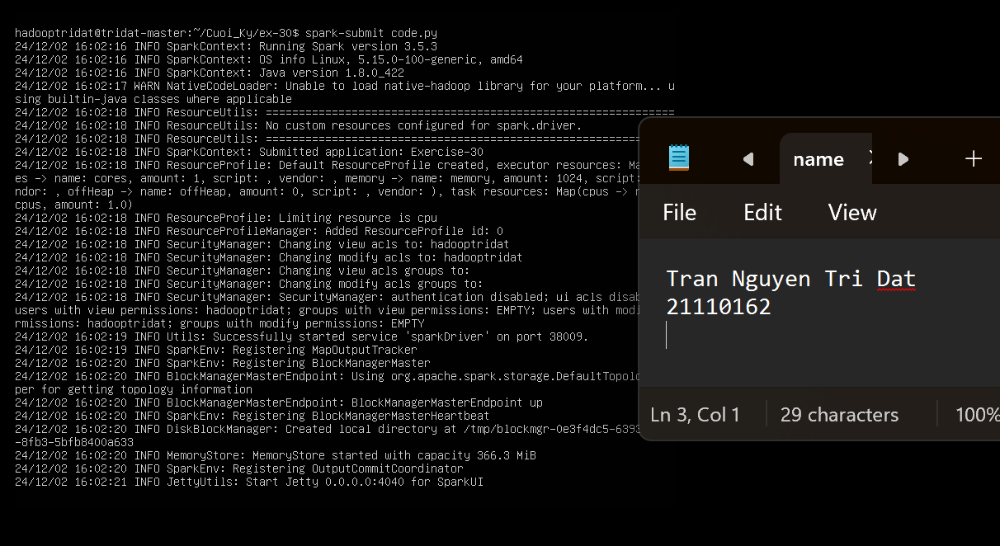 hadooptridat@tridat-master:~/Cuoi_Ky/ex-30$ spark-submit code.py
24/12/02 16:02:16 INFO SparkContext: Running Spark version 3.5.3
24/12/02 16:02:16 INFO SparkContext: OS info Linux, 5.15.0-100-generic, amd64
24/12/02 16:02:16 INFO SparkContext: Java version 1.8.0_422
24/12/02 16:02:17 WARN NativeCodeLoader: Unable to load native-hadoop library for your platform... u
sing builtin-java classes where applicable
24/12/02 16:02:18 INFO ResourceUtils: ==============================================================
24/12/02 16:02:18 INFO ResourceUtils: No custom resources configured for spark.driver.
24/12/02 16:02:18 INFO ResourceUtils: =========================================================
24/12/02 16:02:18 INFO SparkContext: Submitted application: Exercise-30
24/12/02 16:02:18 INFO ResourceProfile: Default ResourceProfile created, executor resources: Ma
es -> name: cores, amount: 1, script: , vendor: , memory -> name: memory, amount: 1024, script:
ndor: , offHeap -> name: offHeap, amount: 0, script: , vendor: ), task resources: Map(cpus -> n
cpus, amount: 1.0)
24/12/02 16:02:18 INFO ResourceProfile: Limiting resource is cpu
24/12/02 16:02:18 INFO ResourceProfileManager: Added ResourceProfile id: 0
24/12/02 16:02:18 INFO SecurityManager: Changing view acls to: hadooptridat
24/12/02 16:02:18 INFO SecurityManager: Changing modify acls to: hadooptridat
24/12/02 16:02:18 INFO SecurityManager: Changing view acls groups to:
24/12/02 16:02:18 INFO SecurityManager: Changing modify acls groups to:
24/12/02 16:02:18 INFO SecurityManager: SecurityManager: authentication disabled; ui acls disab
users with view permissions: hadooptridat; groups with view permissions: EMPTY; users with modi
rmissions: hadooptridat; groups with modify permissions: EMPTY
24/12/02 16:02:19 INFO Utils: Successfully started service 'sparkDriver' on port 38009.
24/12/02 16:02:19 INFO SparkEnv: Registering MapOutputTracker
24/12/02 16:02:20 INFO SparkEnv: Registering BlockManagerMaster
24/12/02 16:02:20 INFO BlockManagerMasterEndpoint: Using org.apache.spark.storage.DefaultTopolo
per for getting topology information
24/12/02 16:02:20 INFO BlockManagerMasterEndpoint: BlockManagerMasterEndpoint up
24/12/02 16:02:20 INFO SparkEnv: Registering BlockManagerMasterHeartbeat
24/12/02 16:02:20 INFO DiskBlockManager: Created local directory at /tmp/blockmgr-0e3f4dc5-6393
-8fb3-5bfb8400a633
24/12/02 16:02:20 INFO MemoryStore: MemoryStore started with capacity 366.3 MiB
24/12/02 16:02:20 INFO SparkEnv: Registering OutputCommitCoordinator
24/12/02 16:02:21 INFO JettyUtils: Start Jetty 0.0.0.0:4040 for SparkUI
name
File Edit View
Tran Nguyen Tri Dat
21110162
Ln 3, Col 1 29 characters 100%